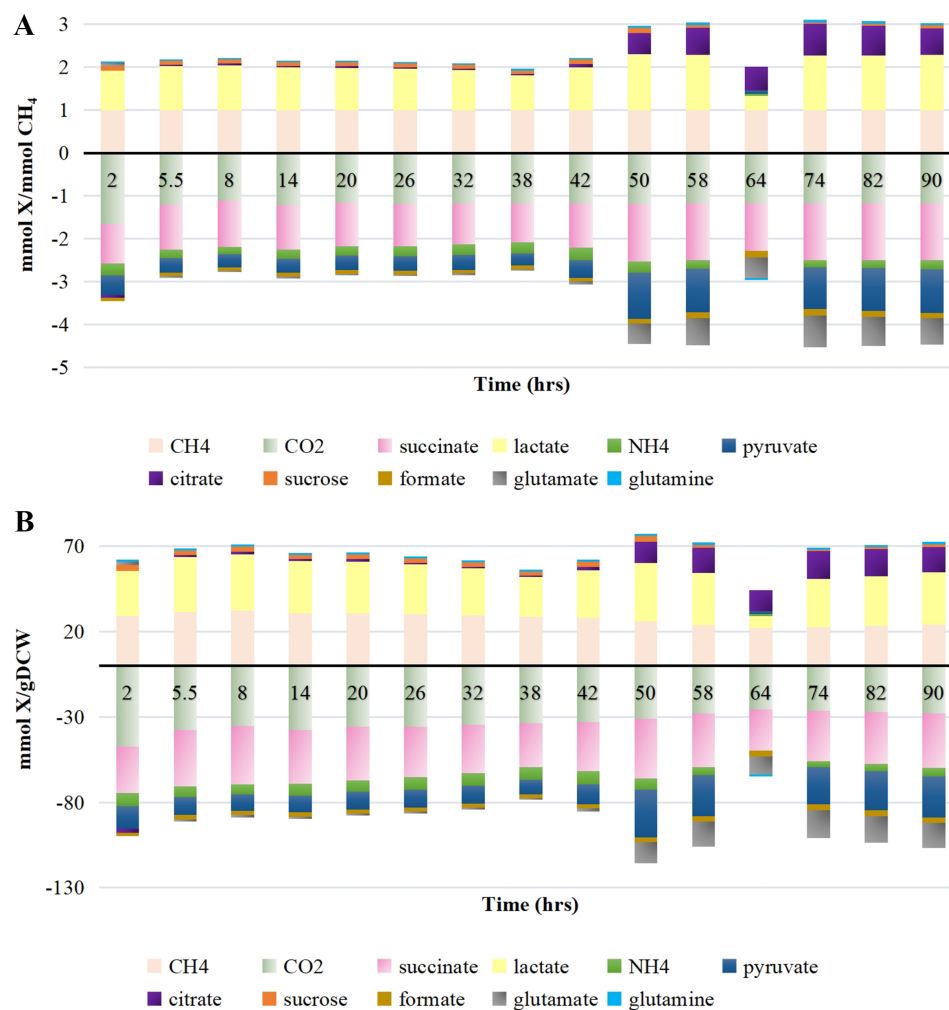 A
mmol X/mmol CH4
3
2
1
0
-1
-2
-3
-4
-5
2 5.5 8 14 20 26 32 38 42 50 58 64 74 82 90
Time (hrs)
CH4 CO2 succinate lactate NH4 pyruvate
citrate sucrose formate glutamate glutamine
B
mmol X/gDCW
70
20
-30
-80
-130
2 5.5 8 14 20 26 32 38 42 50 58 64 74 82 90
Time (hrs)
CH4 CO2 succinate lactate NH4 pyruvate
citrate sucrose formate glutamate glutamine